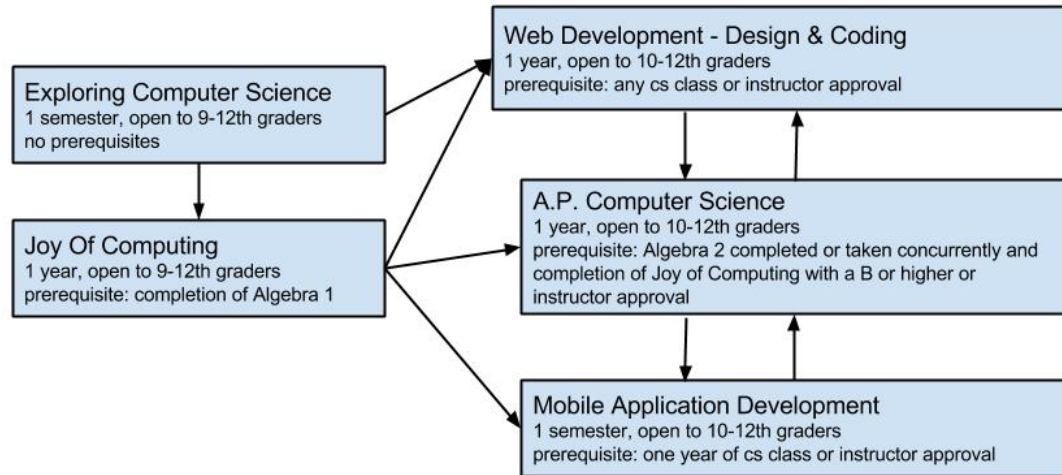 Exploring Computer Science
1 semester, open to 9-12th graders
no prerequisites
Joy Of Computing
1 year, open to 9-12th graders
prerequisite: completion of Algebra 1
Web Development - Design & Coding
1 year, open to 10-12th graders
prerequisite: any cs class or instructor approval
A.P. Computer Science
1 year, open to 10-12th graders
prerequisite: Algebra 2 completed or taken concurrently and
completion of Joy of Computing with a B or higher or
instructor approval
Mobile Application Development
1 semester, open to 10-12th graders
prerequisite: one year of cs class or instructor approval